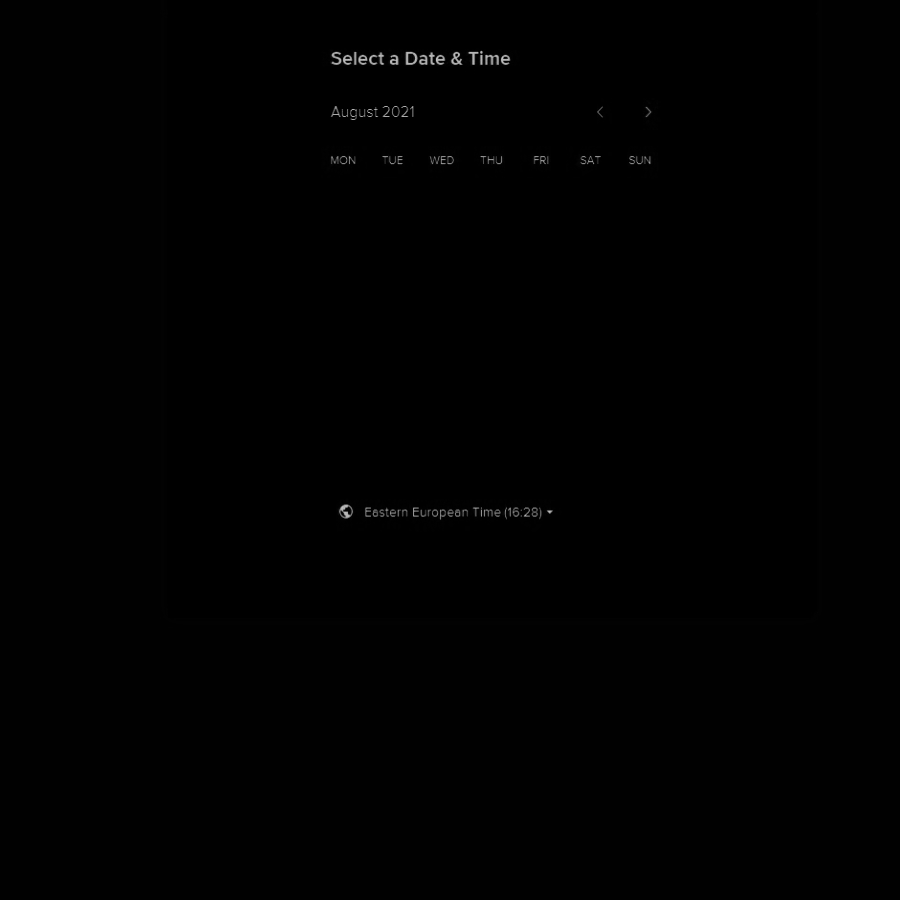 Select a Date & Time
August 2021
MON TUE WED THU FRI SAT SUN
Eastern European Time (16:28)